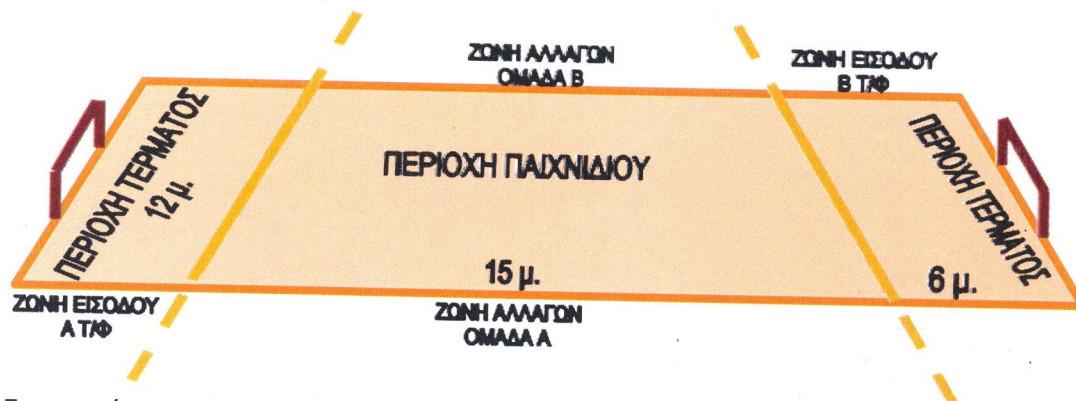 ΖΩΝΗ ΑΛΛΑΓΩΝ
ΟΜΑΔΑ Β
ΖΩΝΗ ΕΙΣΟΔΟΥ
Β Τ/Φ
ΠΕΡΙΟΧΗ ΤΕΡΜΑΤΟΣ
12 μ.
ΠΕΡΙΟΧΗ ΠΑΙΧΝΙΔΙΟΥ
ΠΕΡΙΟΧΗ ΤΕΡΜΑΤΟΣ
15 μ.
6 μ.
ΖΩΝΗ ΕΙΣΟΔΟΥ
Α Τ/Φ
ΖΩΝΗ ΑΛΛΑΓΩΝ
ΟΜΑΔΑ Α